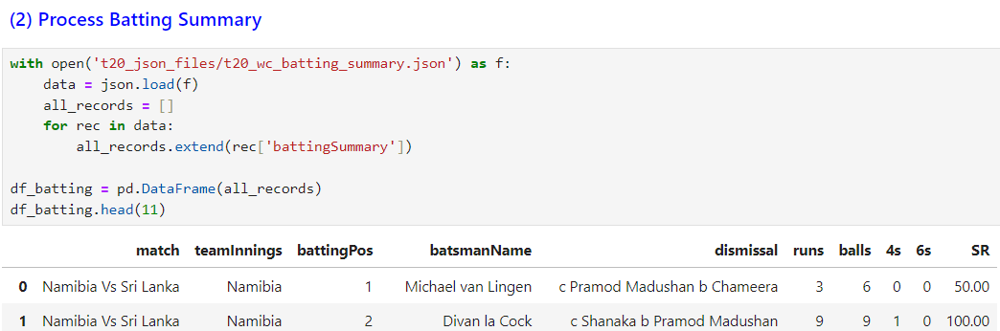 (2) Process Batting Summary
with open('t20_json_files/t20_wc_batting_summary.json') as f:
data = json.load(f)
all_records = []
for rec in data:
all_records.extend(rec['battingSummary'])
df_batting = pd.DataFrame(all_records)
df_batting.head(11)
match teamInnings battingPos batsmanName dismissal runs balls 4s 6s SR
0 Namibia Vs Sri Lanka Namibia 1 Michael van Lingen c Pramod Madushan b Chameera 3 6 0 0 50.00
1 Namibia Vs Sri Lanka Namibia 2 Divan la Cock c Shanaka b Pramod Madushan 9 9 1 0 100.00